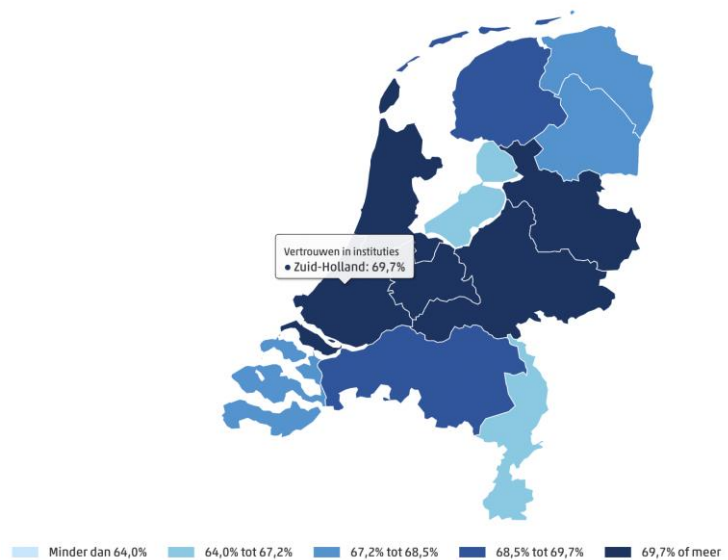 Vertrouwen in instituties
• Zuid-Holland: 69,7%
Minder dan 64,0%
64,0% tot 67,2%
67,2% tot 68,5%
68,5% tot 69,7%
69,7% of meer